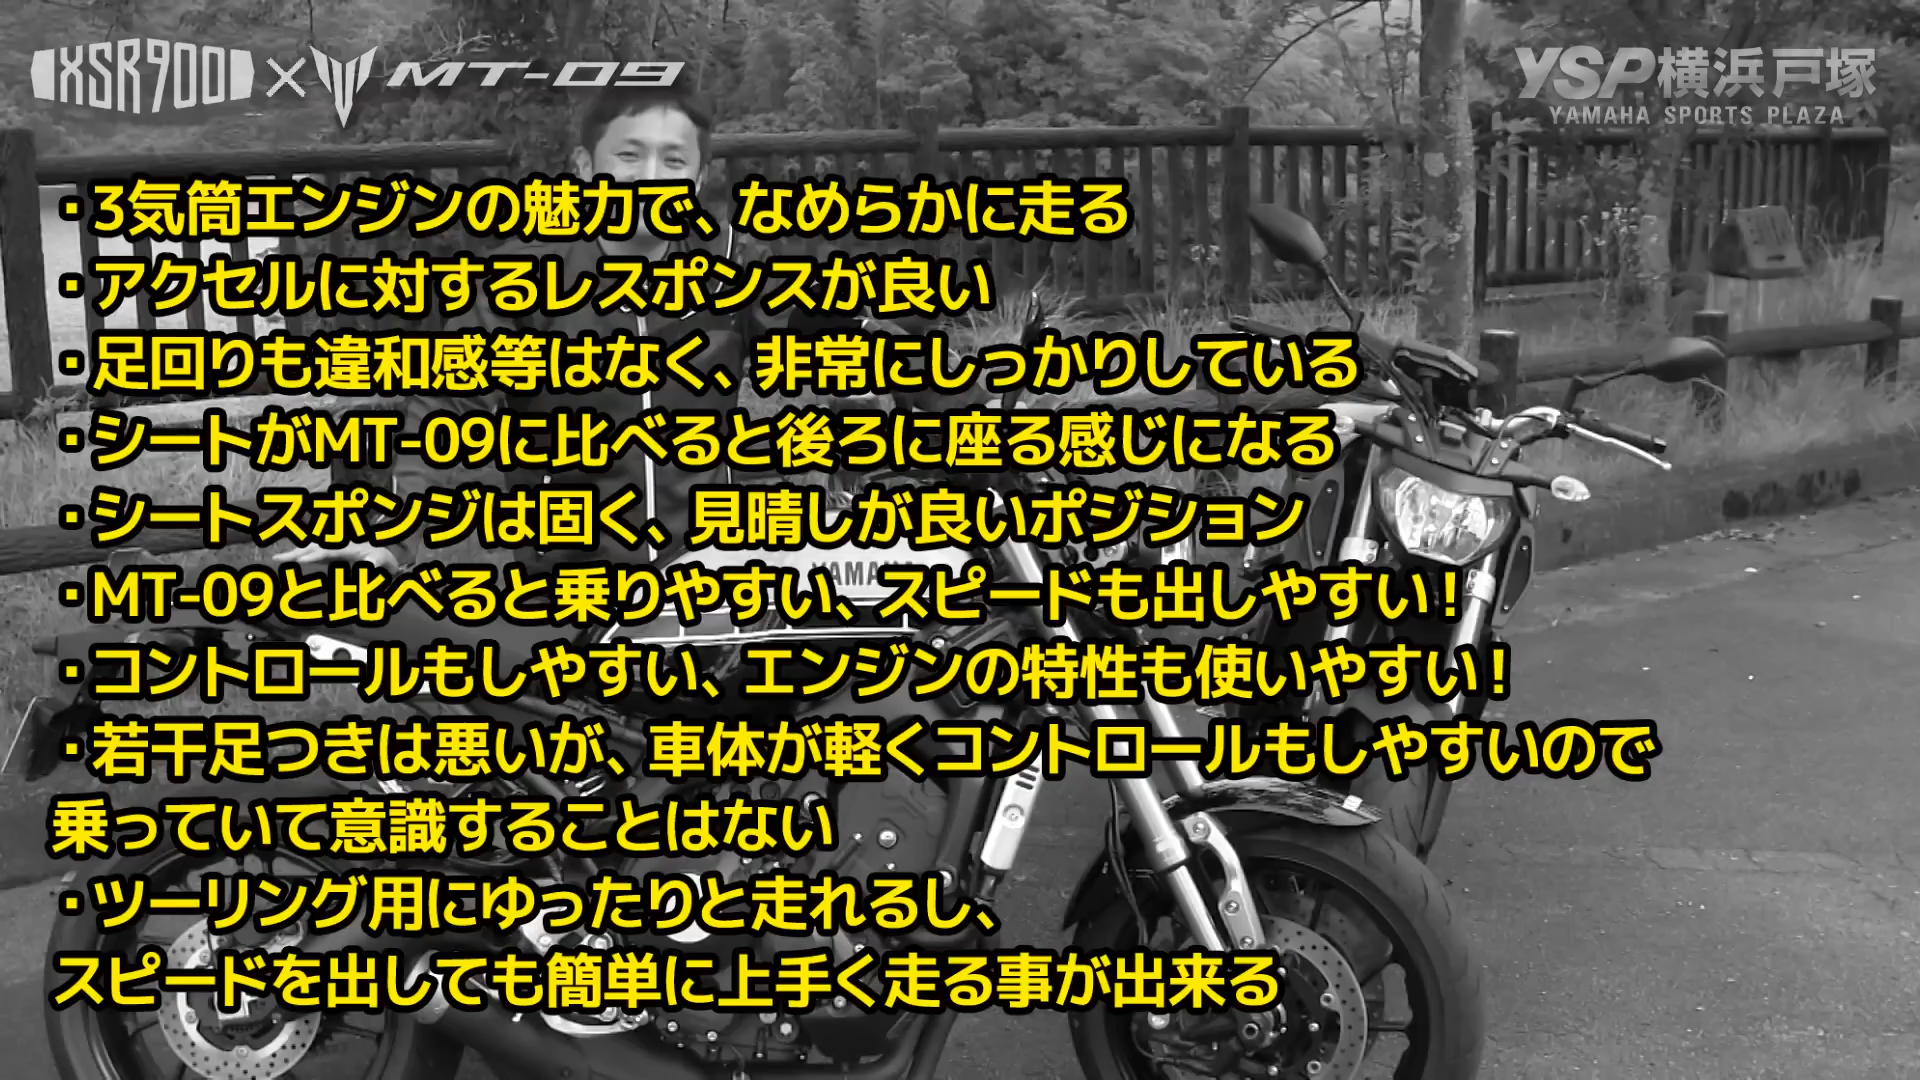 XSR900×MT-09
YSP横浜戸塚
YAMAHA SPORTS PLAZA
・3気筒エンジンの魅力で、なめらかに走る
・アクセルに対するレスポンスが良い
・足回りも違和感等はなく、非常にしっかりしている
・シートがMT-09に比べると後ろに座る感じになる
・シートスポンジは固く、見晴しが良いポジション
YAMAHA
・MT-09と比べると乗りやすい、スピードも出しやすい！
・コントロールもしやすい、エンジンの特性も使いやすい！
・若干足つきは悪いが、車体が軽くコントロールもしやすいので
乗っていて意識することはない
・ツーリング用にゆったりと走れるし、
スピードを出しても簡単に上手く走る事が出来る